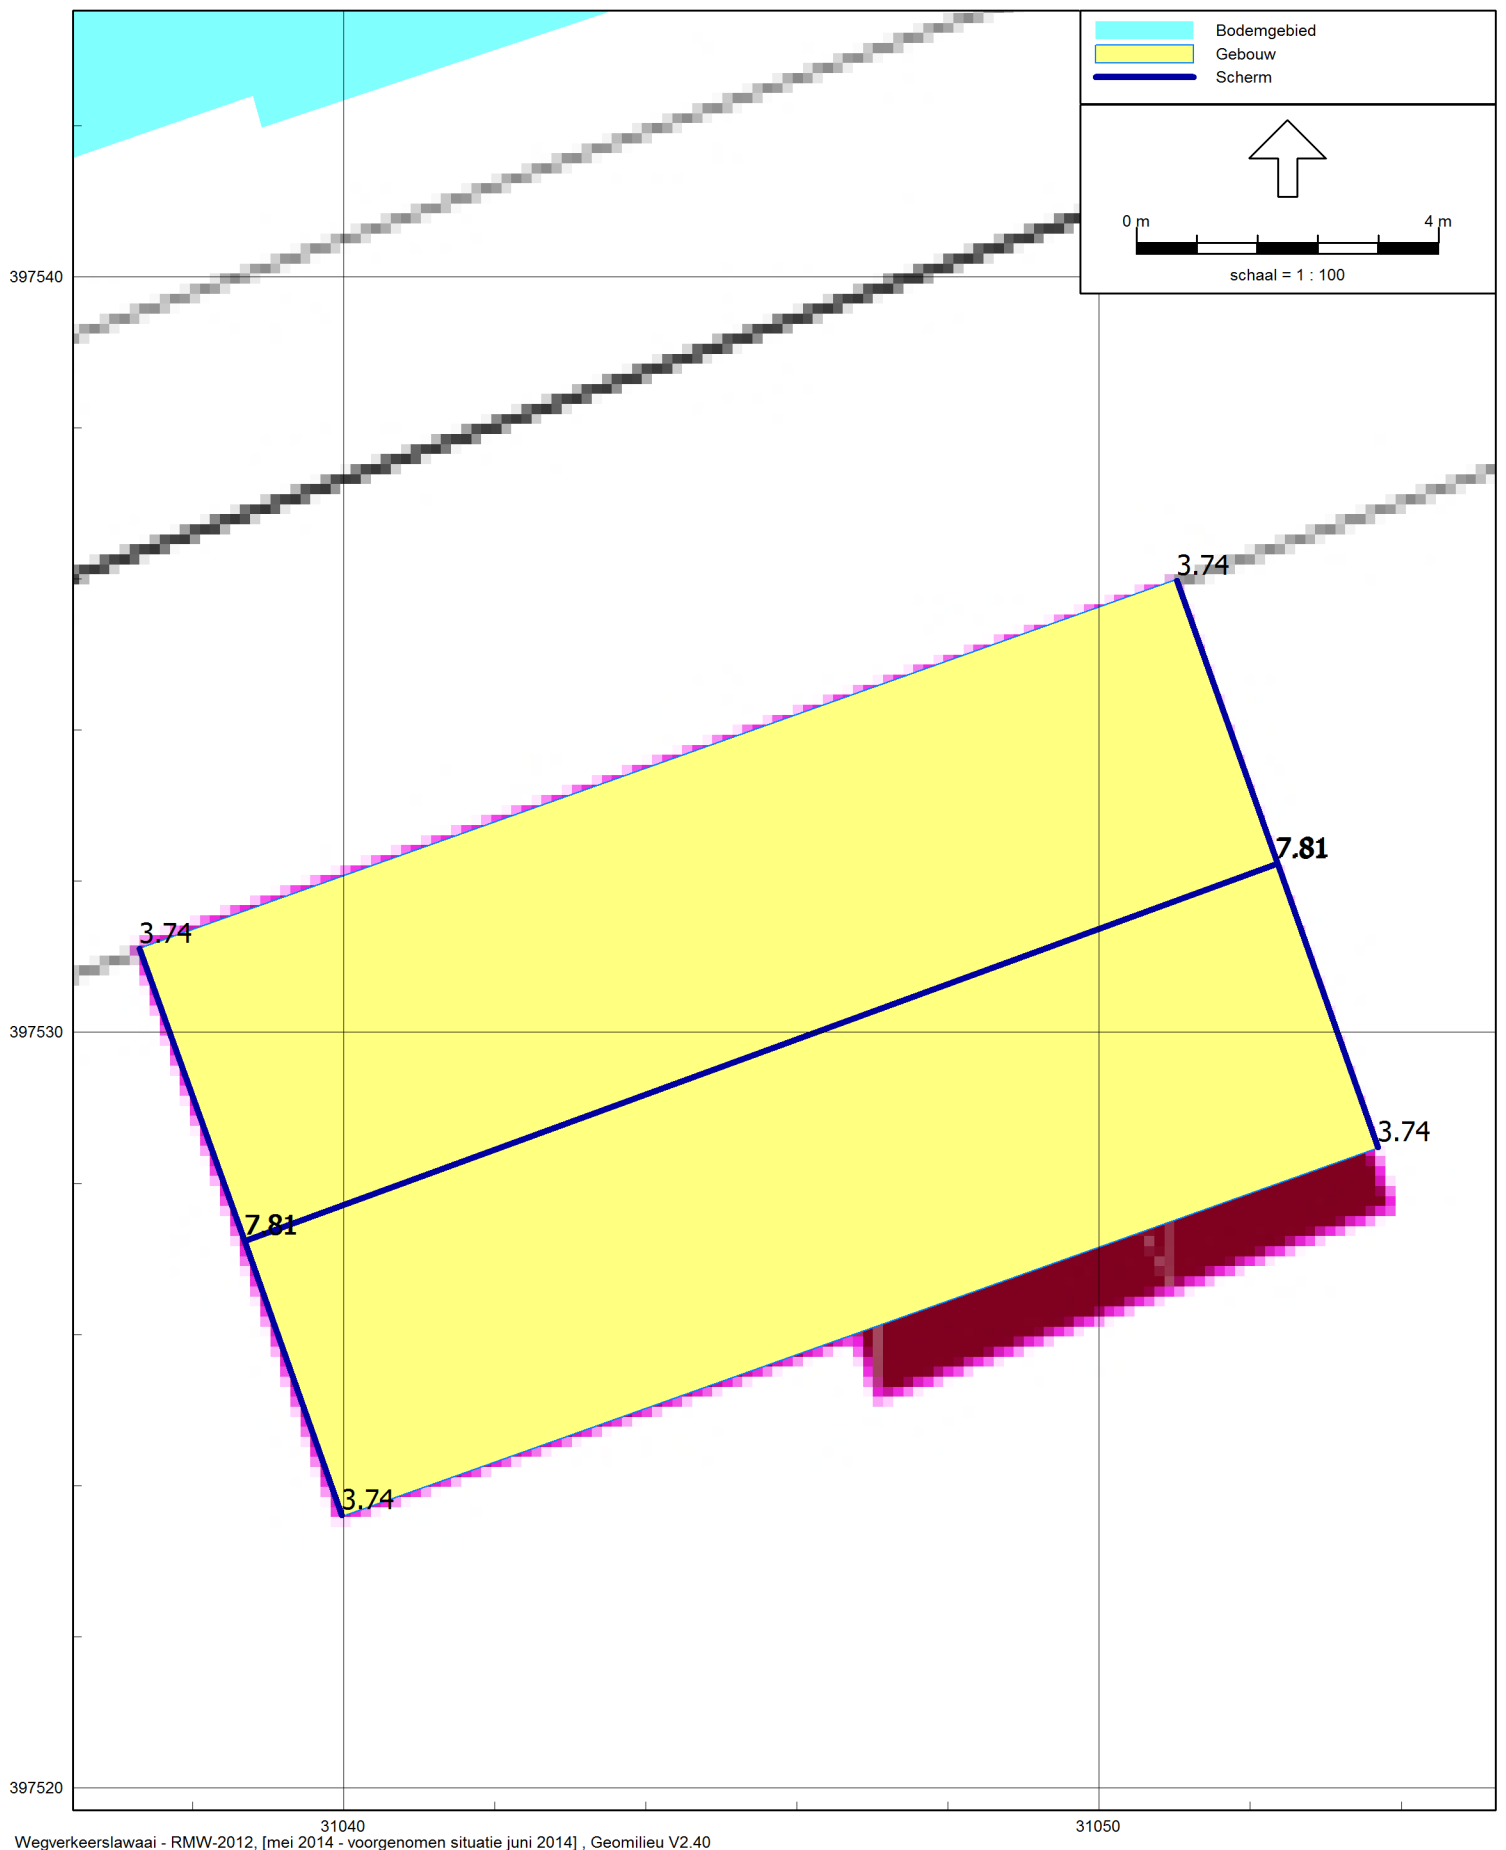 Bodemgebied
Gebouw
Scherm
0 m 4 m
schaal = 1 : 100
397540
3.74
7.81
3.74
397530
3.74
7.81
3.74
397520
31040 31050
Wegverkeerslawaai - RMW-2012, [mei 2014 - voorgenomen situatie juni 2014] , Geomilieu V2.40